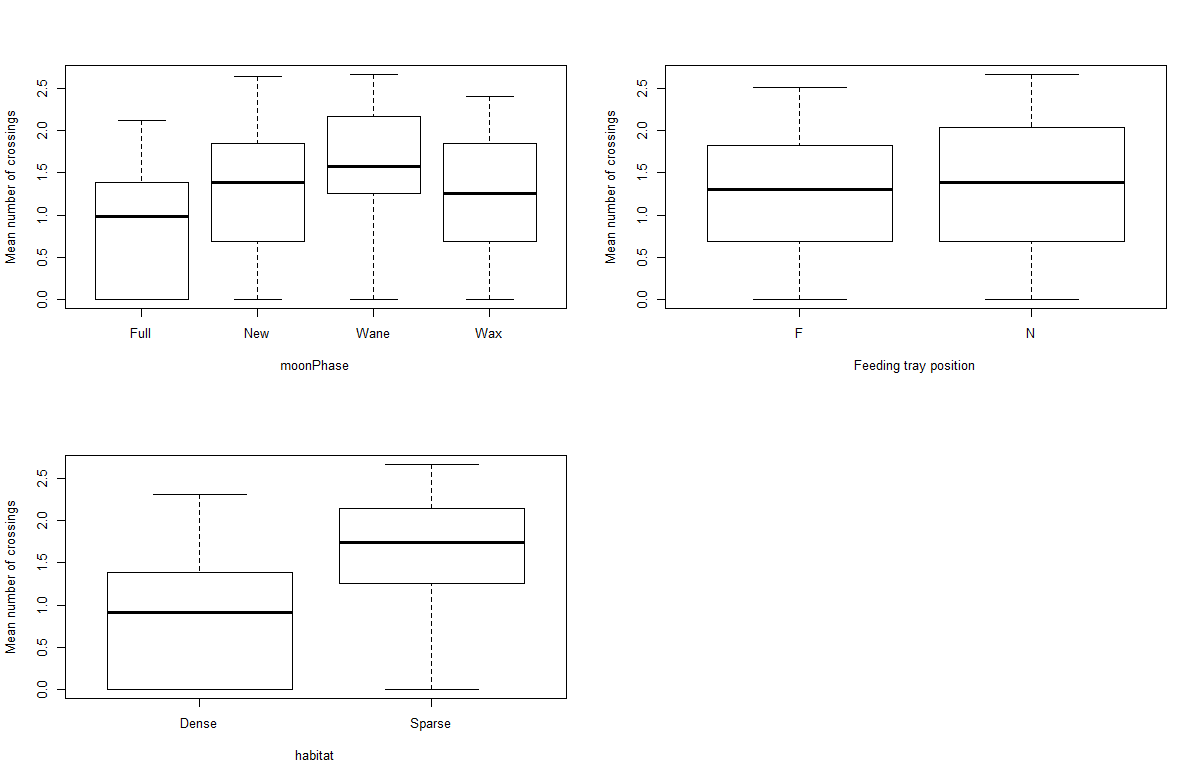 Mean number of crossings
2.5
2.0
1.5
1.0
0.5
0.0
Full New Wane Wax
moonPhase
Mean number of crossings
2.5
2.0
1.5
1.0
0.5
0.0
F N
Feeding tray position
Mean number of crossings
2.5
2.0
1.5
1.0
0.5
0.0
Dense Sparse
habitat